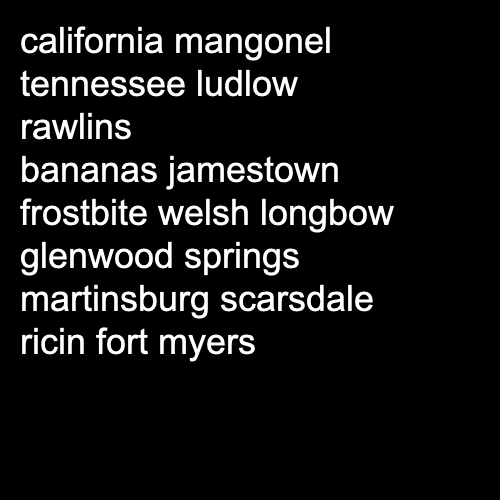 california mangonel
tennessee ludlow
rawlins
bananas jamestown
frostbite welsh longbow
glenwood springs
martinsburg scarsdale
ricin fort myers